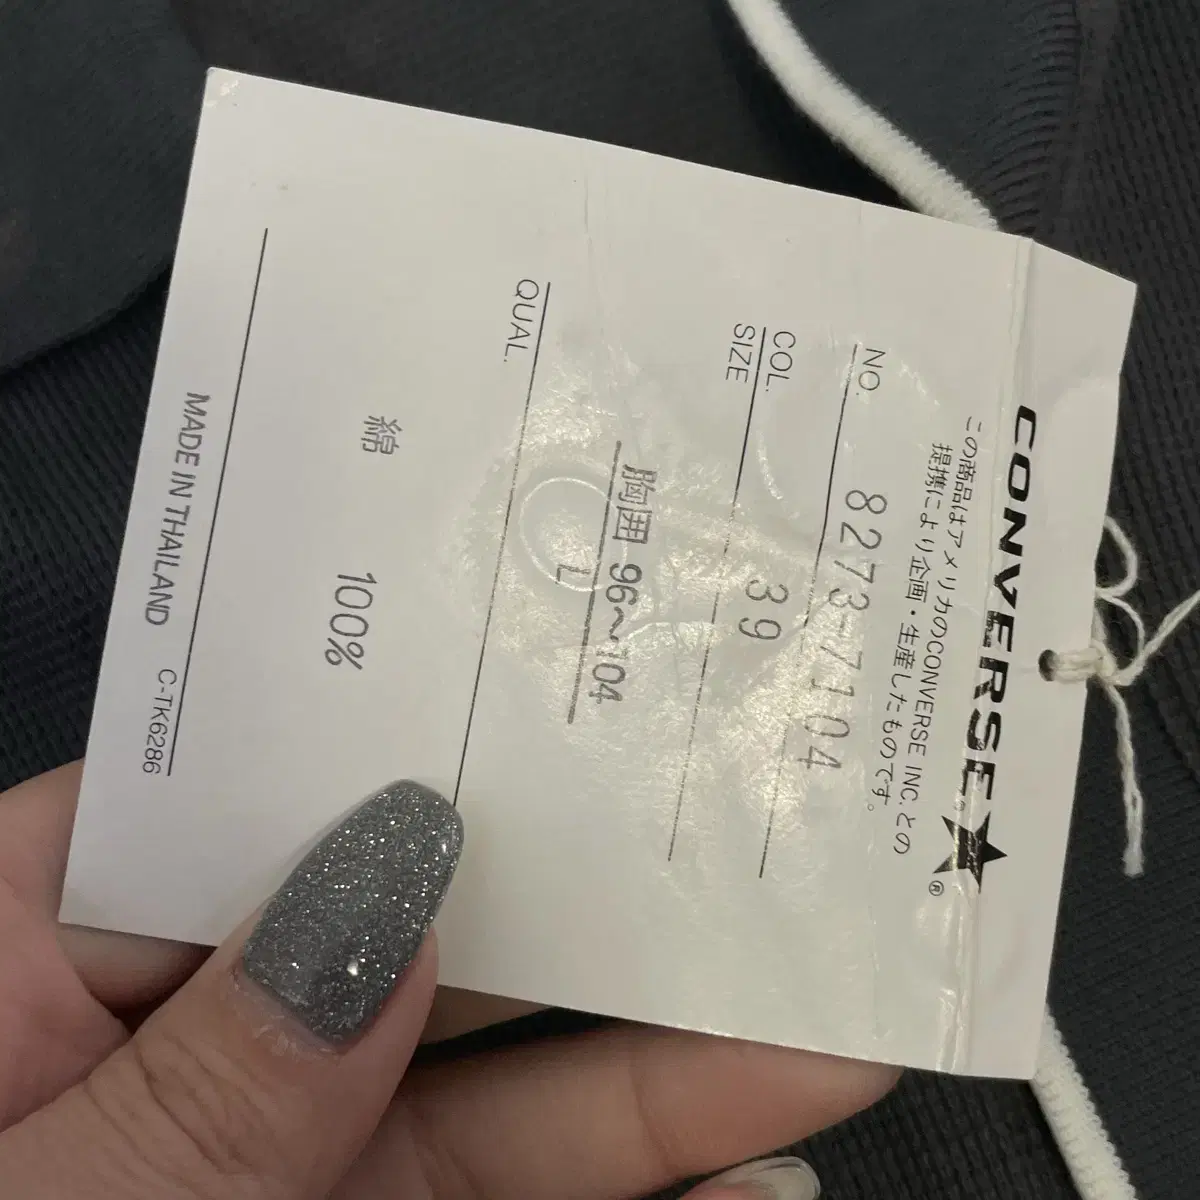 CONVERSE®
この商品はアメリカのCONVERSE INC.との
提携により企画・生産したものです。
NO. 8273-7104
COL. 39
SIZE
胸囲 96〜104
L
QUAL.
綿 100%
MADE IN THAILAND C-TK6286